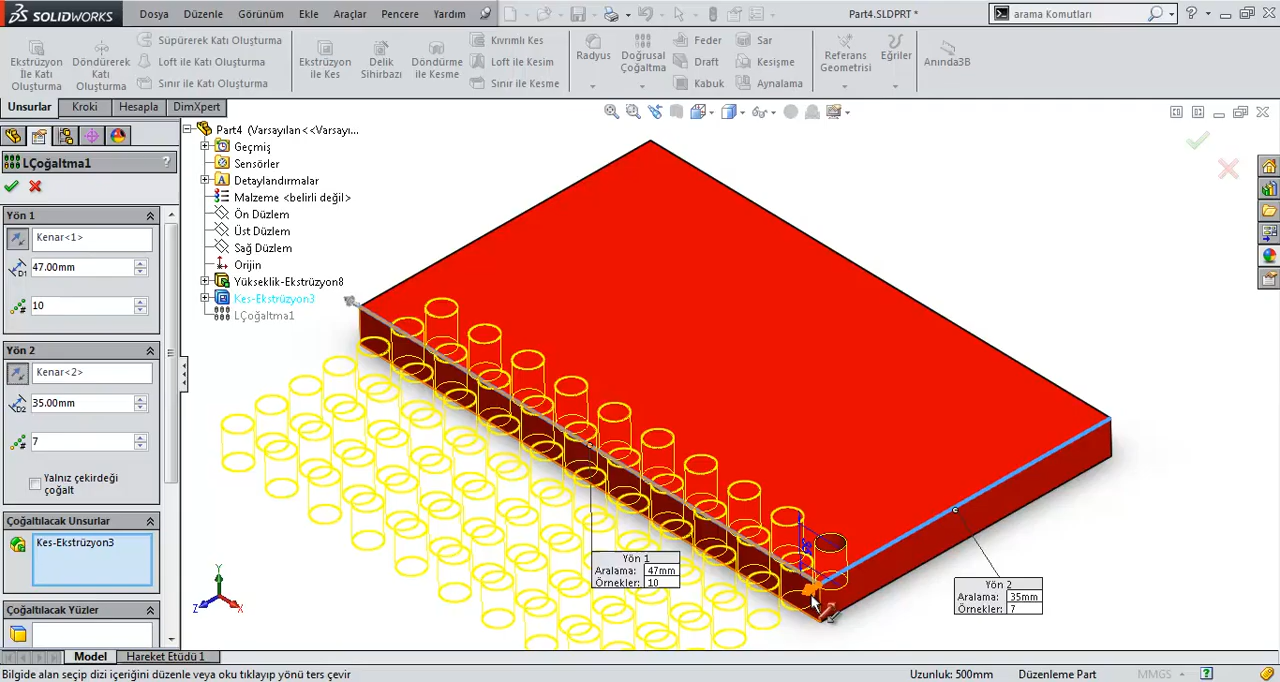 SOLIDWORKS
Dosya Düzenle Görünüm Ekle Araçlar Pencere Yardım
Part4.SLDPRT *
arama Komutları
Ekstrüzyon İle Katı Oluşturma
Döndürerek Katı Oluşturma
Süpürerek Katı Oluşturma
Loft ile Katı Oluşturma
Sınır ile Katı Oluşturma
Ekstrüzyon ile Kes
Delik Sihirbazı
Döndürme ile Kesme
Kıvrımlı Kes
Loft ile Kesim
Sınır ile Kesme
Radyus
Doğrusal Çoğaltma
Feder
Draft
Kabuk
Sar
Kesişme
Aynalama
Referans Geometrisi
Eğriler
Anında3B
Unsurlar Kroki Hesapla DimXpert
LÇoğaltma1 ?
Yön 1
Kenar<1>
D1 47.00mm
10
Yön 2
Kenar<2>
D2 35.00mm
7
Yalnız çekirdeği
çoğalt
Çoğaltılacak Unsurlar
Kes-Ekstrüzyon3
Çoğaltılacak Yüzler
Part4 (Varsayılan<<Varsayı...
Geçmiş
Sensörler
Detaylandırmalar
Malzeme <belirli değil>
Ön Düzlem
Üst Düzlem
Sağ Düzlem
Orijin
Yükseklik-Ekstrüzyon8
Kes-Ekstrüzyon3
LÇoğaltma1
Yön 1
Aralama: 47mm
Örnekler: 10
Yön 2
Aralama: 35mm
Örnekler: 7
Y
Z X
Model Hareket Etüdü 1
Bilgide alan seçip dizi içeriğini düzenle veya oku tıklayıp yönü ters çevir
Uzunluk: 500mm Düzenleme Part MMGS